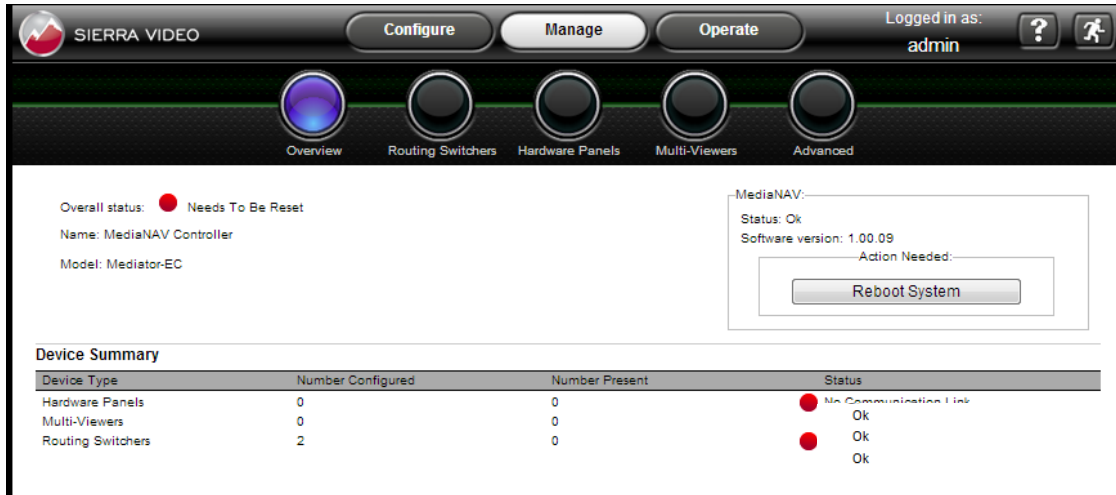 SIERRA VIDEO
Configure
Manage
Operate
Logged in as:
admin
?
Overview
Routing Switchers
Hardware Panels
Multi-Viewers
Advanced
Overall status: Needs To Be Reset
Name: MediaNAV Controller
Model: Mediator-EC
MediaNAV:
Status: Ok
Software version: 1.00.09
Action Needed:
Reboot System
Device Summary
Device Type Number Configured Number Present Status
Hardware Panels 0 0 No Communication Link
Multi-Viewers 0 0 Ok
Routing Switchers 2 0 Ok
Ok